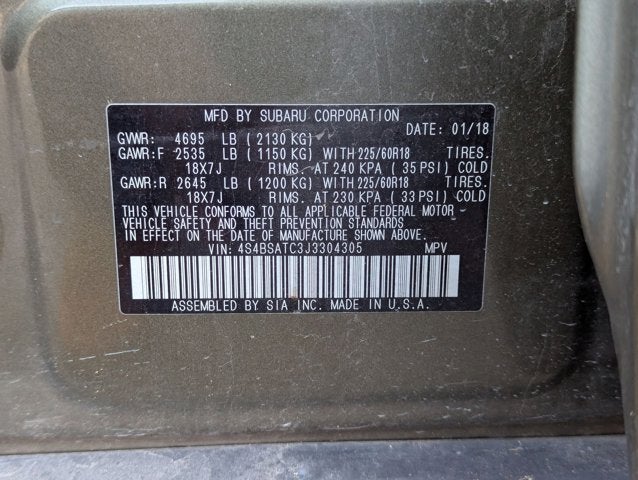 MFD BY SUBARU CORPORATION
DATE: 01/18
GVWR: 4695 LB (2130 KG)
GAWR:F 2535 LB (1150 KG) WITH 225/60R18 TIRES.
18X7J RIMS. AT 240 KPA (35 PSI) COLD
GAWR:R 2645 LB (1200 KG) WITH 225/60R18 TIRES.
18X7J RIMS. AT 230 KPA (33 PSI) COLD
THIS VEHICLE CONFORMS TO ALL APPLICABLE FEDERAL MOTOR
VEHICLE SAFETY AND THEFT PREVENTION STANDARDS
IN EFFECT ON THE DATE OF MANUFACTURE SHOWN ABOVE.
VIN: 4S4BSATC3J3304305 MPV
ASSEMBLED BY SIA INC. MADE IN U.S.A.